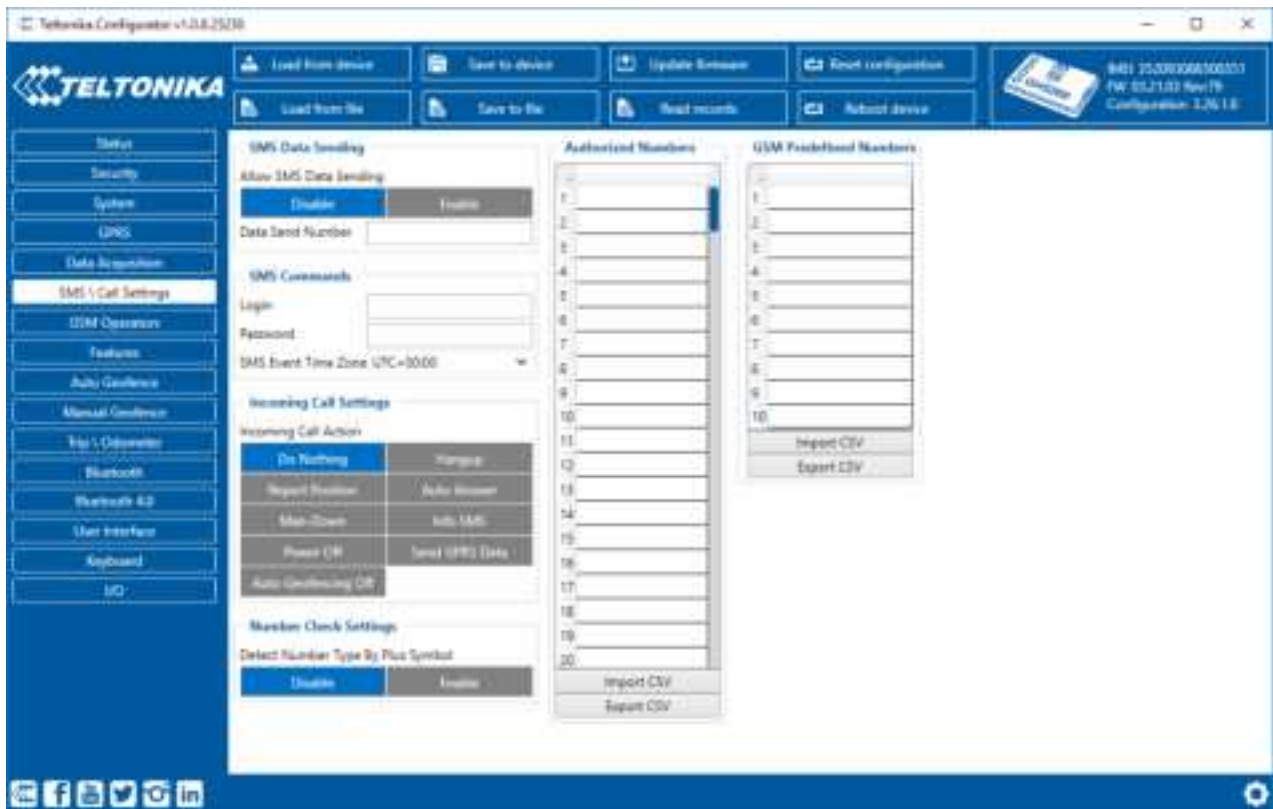 Teltonika Configurator
TELTONIKA
Load from device
Save to device
Update firmware
Reset configuration
Load from file
Save to file
Read records
Reboot device
Status
Security
System
GPRS
Data Acquisition
SMS \ Call Settings
GSM Operators
Features
Auto Geofence
Manual Geofence
Trip \ Odometer
Bluetooth
Bluetooth 4.0
User Interface
Keyboard
I/O
SMS Data Sending
Allow SMS Data Sending
Disable Enable
Data Send Number
SMS Commands
Login
Password
SMS Event Time Zone UTC+00:00
Incoming Call Settings
Incoming Call Action
Do Nothing Hangup
Report Position Auto Answer
Man-Down Info SMS
Power Off Send GPRS Data
Auto Geofencing Off
Number Check Settings
Detect Number Type By Plus Symbol
Disable Enable
Authorized Numbers
1
2
3
4
5
6
7
8
9
10
11
12
13
14
15
16
17
18
19
20
Import CSV
Export CSV
GSM Predefined Numbers
1
2
3
4
5
6
7
8
9
10
Import CSV
Export CSV